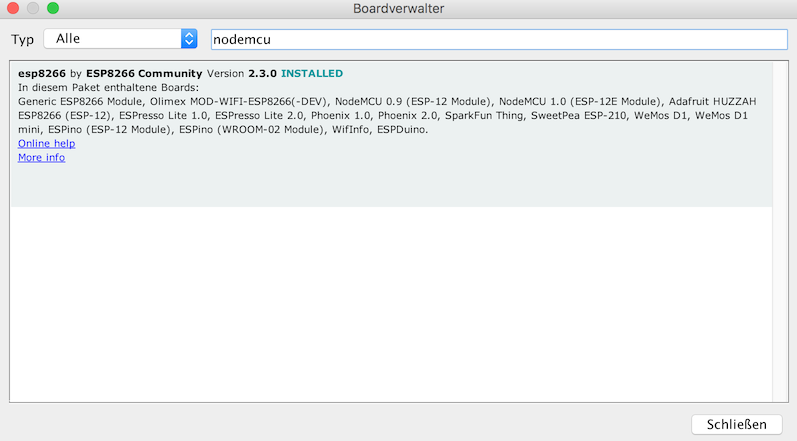 Boardverwalter
Typ Alle nodemcu
esp8266 by ESP8266 Community Version 2.3.0 INSTALLED
In diesem Paket enthaltene Boards:
Generic ESP8266 Module, Olimex MOD-WIFI-ESP8266(-DEV), NodeMCU 0.9 (ESP-12 Module), NodeMCU 1.0 (ESP-12E Module), Adafruit HUZZAH
ESP8266 (ESP-12), ESPresso Lite 1.0, ESPresso Lite 2.0, Phoenix 1.0, Phoenix 2.0, SparkFun Thing, SweetPea ESP-210, WeMos D1, WeMos D1
mini, ESPino (ESP-12 Module), ESPino (WROOM-02 Module), WifInfo, ESPDuino.
Online help
More info
Schließen